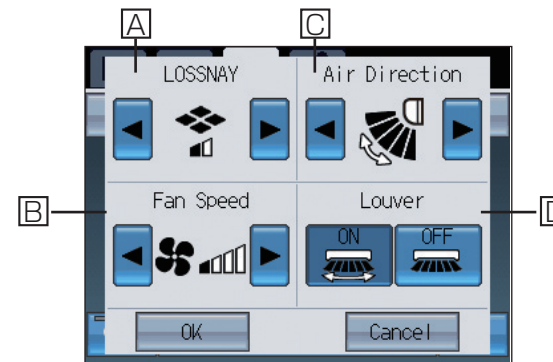 A
C
LOSSNAY
Air Direction
B
Fan Speed
Louver
D
ON
OFF
OK
Cancel